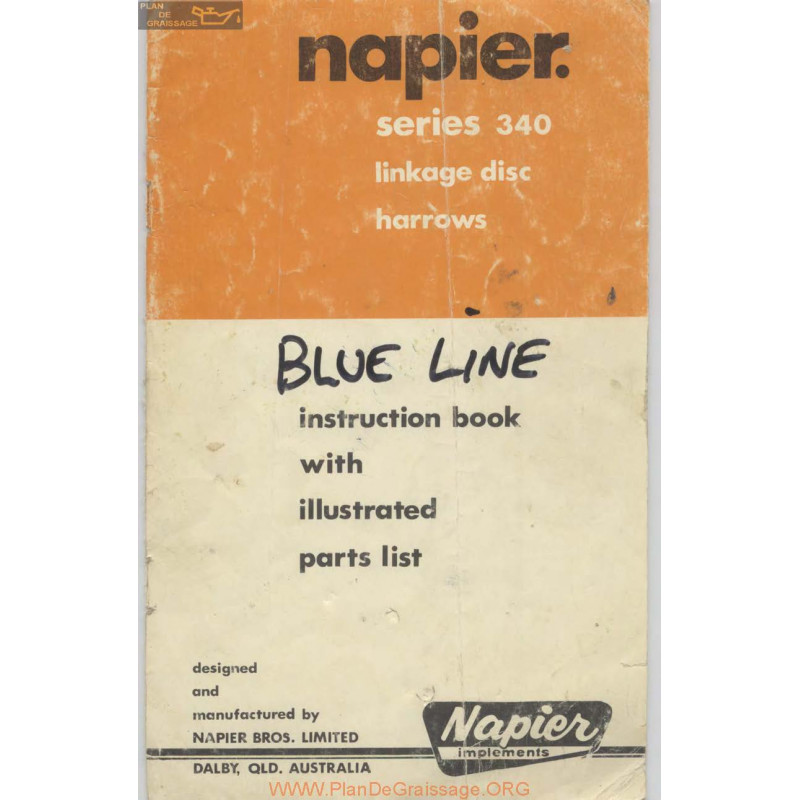 PLAN
DE
GRAISSAGE
napier.
series 340
linkage disc
harrows
BLUE LINE
instruction book
with
illustrated
parts list
designed
and
manufactured by
NAPIER BROS. LIMITED
DALBY, QLD. AUSTRALIA
Napier
implements
www.PlanDeGraissage.ORG